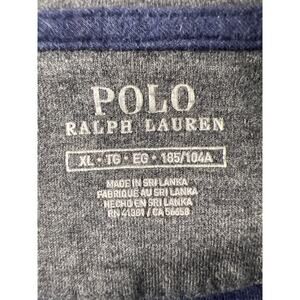 POLO
RALPH LAUREN
XL • TG • EG • 185/104A
MADE IN SRI LANKA
FABRIQUE AU SRI LANKA
HECHO EN SRI LANKA
RN 41381 / CA 56658